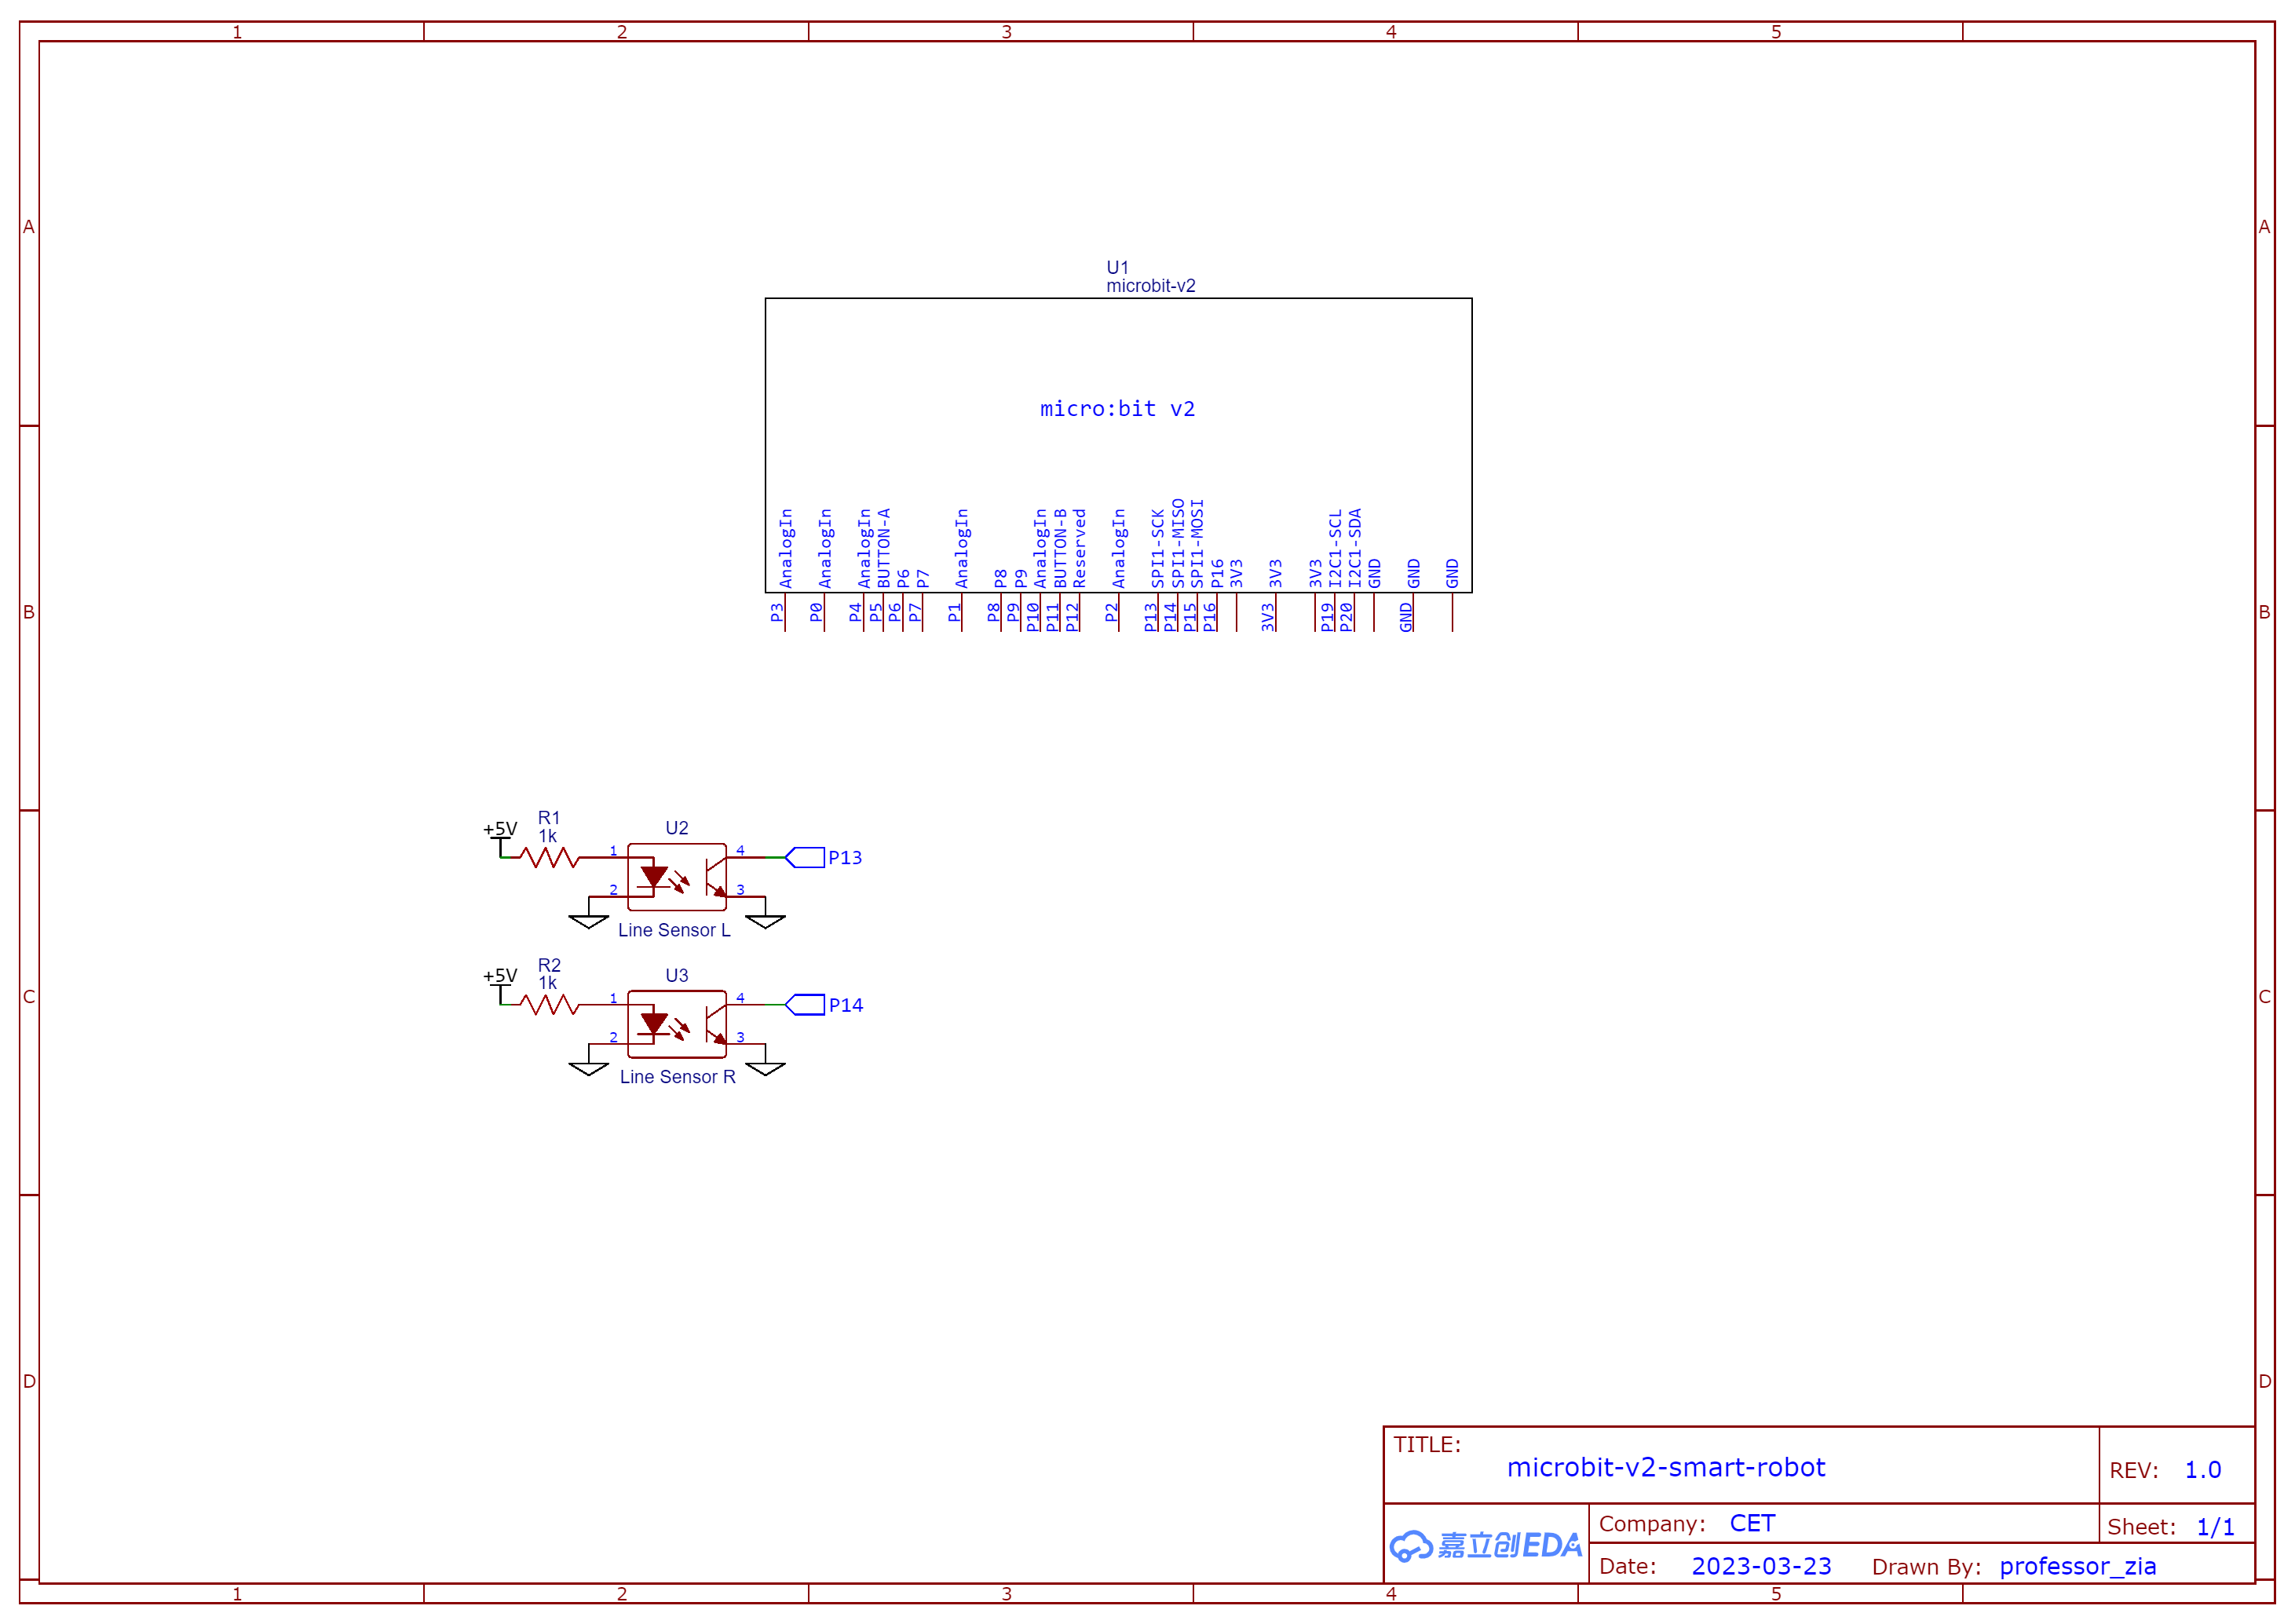 1 2 3 4 5
A A
U1
microbit-v2
micro:bit v2
AnalogIn AnalogIn AnalogIn BUTTON-A P6 P7 AnalogIn P8 P9 AnalogIn BUTTON-B Reserved AnalogIn SPI1-SCK SPI1-MISO SPI1-MOSI P16 3V3 3V3 3V3 I2C1-SCL I2C1-SDA GND GND GND
P3 P0 P4 P5 P6 P7 P1 P8 P9 P10 P11 P12 P2 P13 P14 P15 P16 3V3 P19 P20 GND
B B
+5V R1 U2
1k
1 4 P13
2 3
Line Sensor L
+5V R2 U3
1k
C C
1 4 P14
2 3
Line Sensor R
D D
TITLE:
microbit-v2-smart-robot
REV: 1.0
嘉立创EDA
Company: CET
Sheet: 1/1
Date: 2023-03-23 Drawn By: professor_zia
1 2 3 4 5